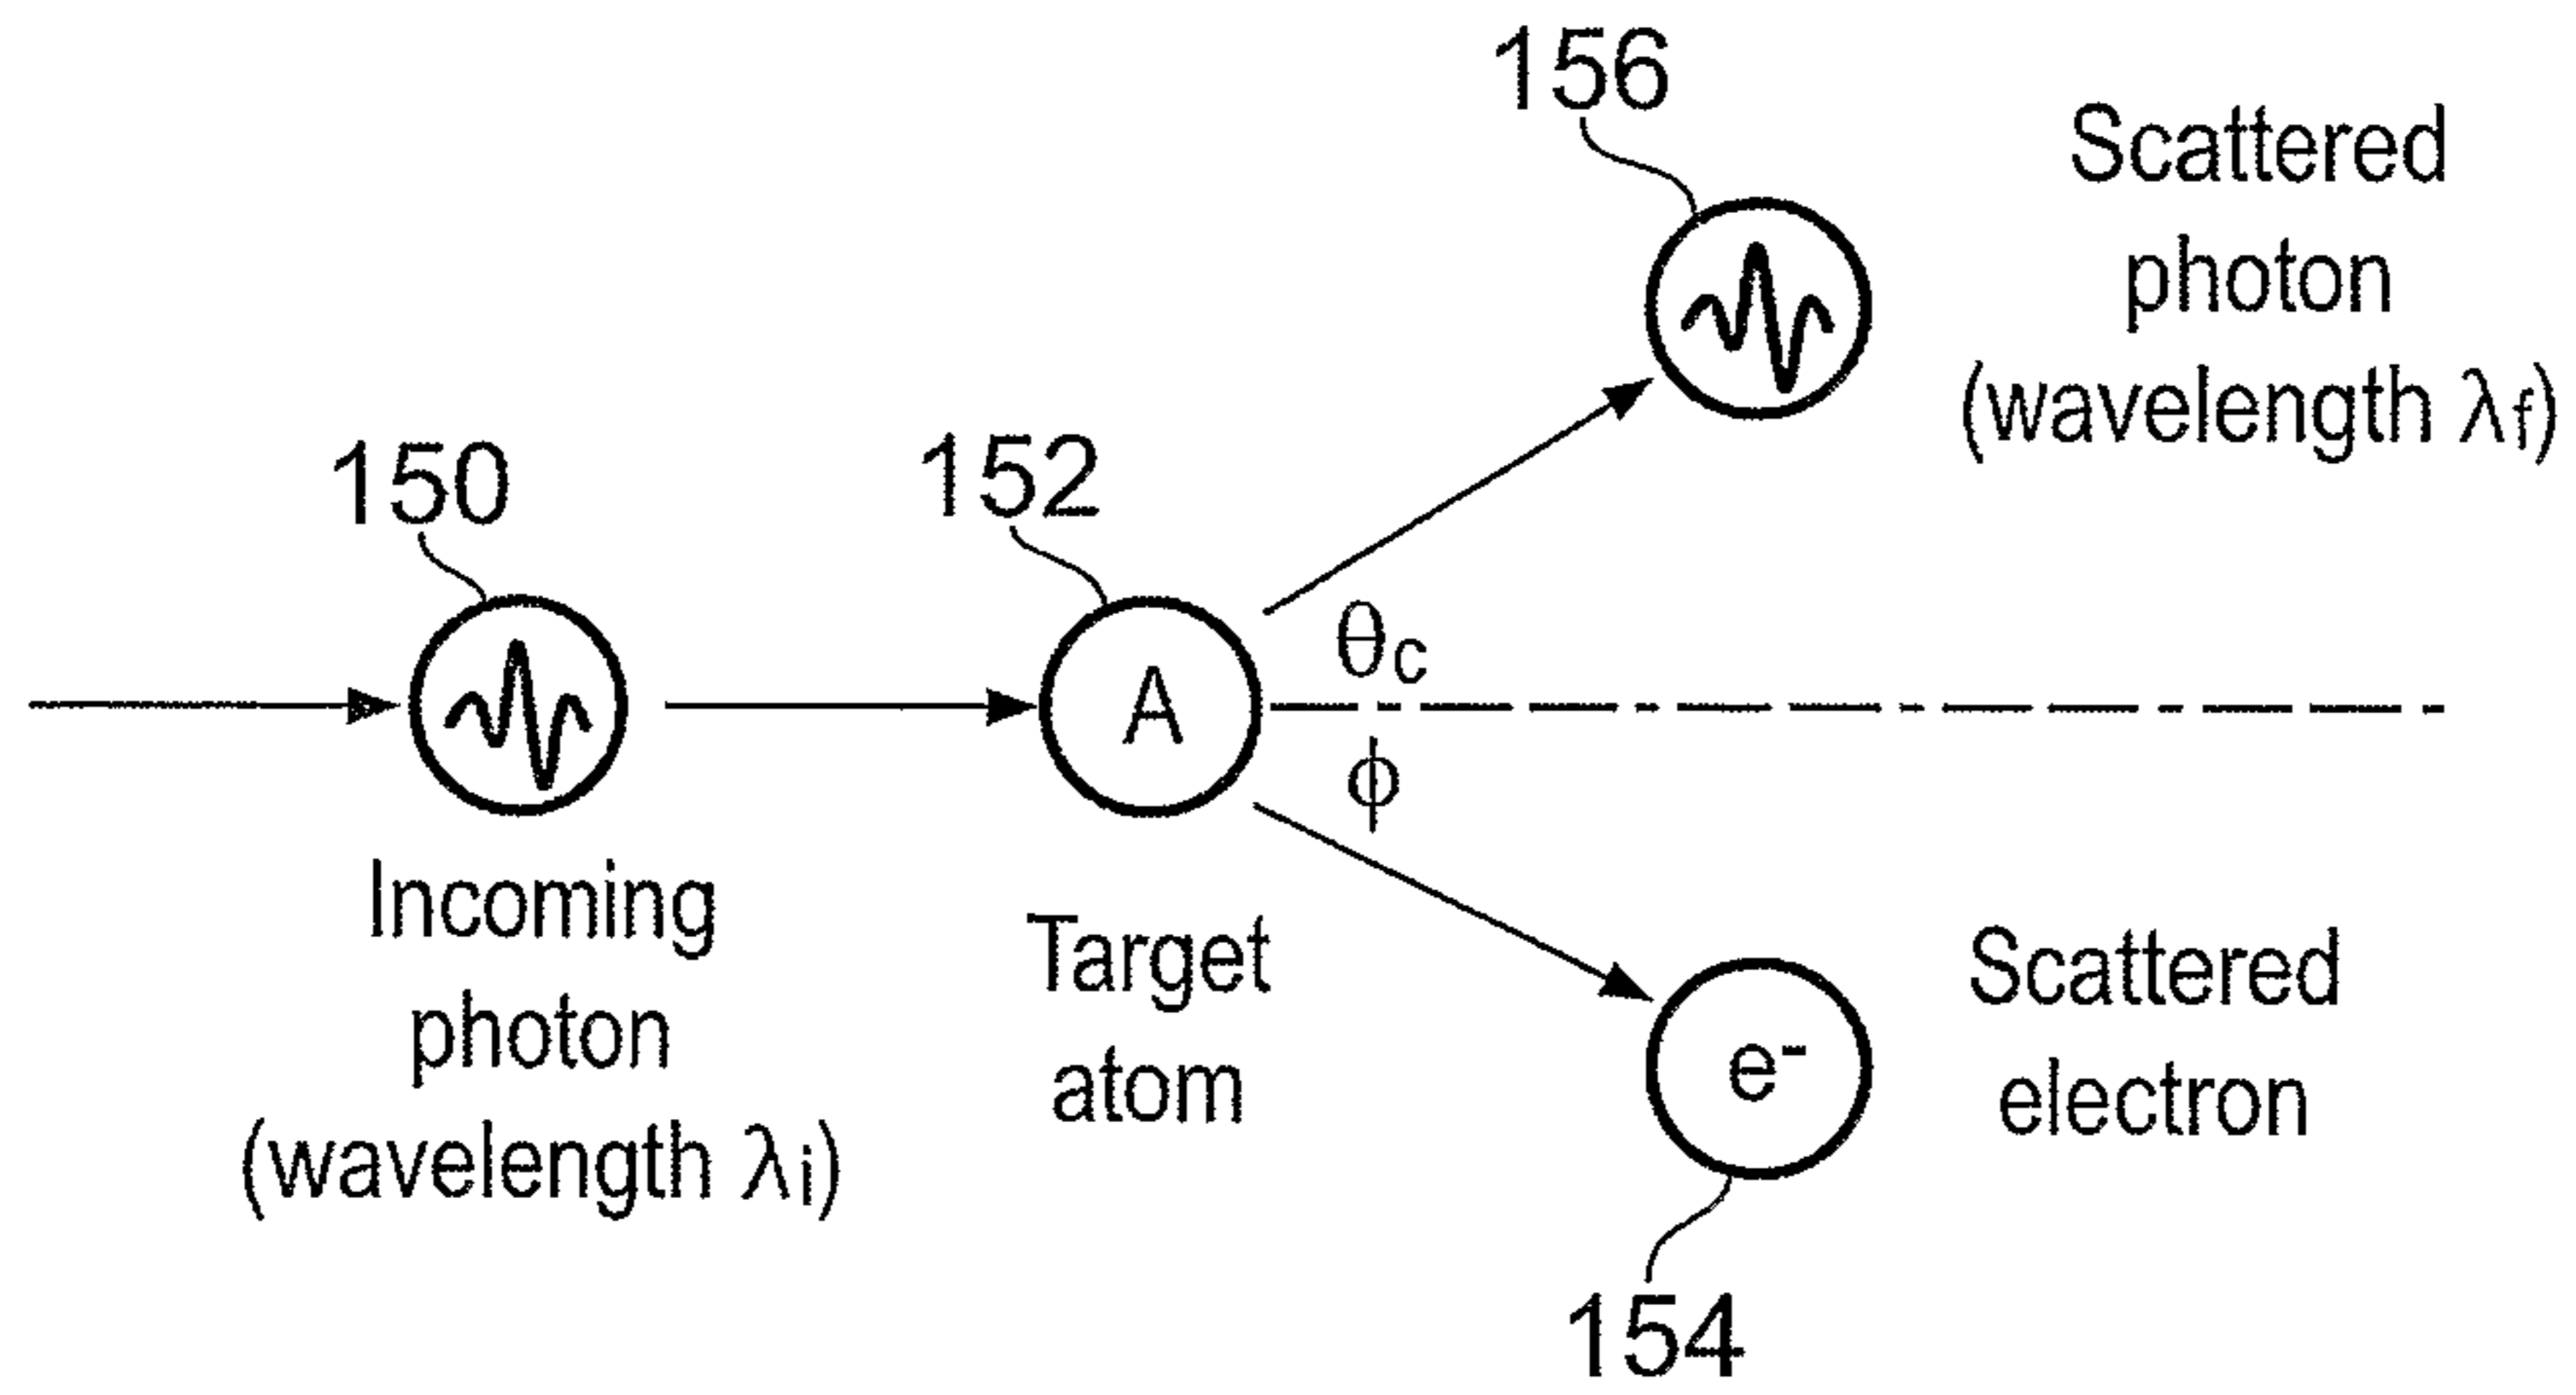 156
Scattered
photon
(wavelength λf)
150
152
A
θc
ϕ
Incoming
photon
(wavelength λi)
Target
atom
e-
Scattered
electron
154